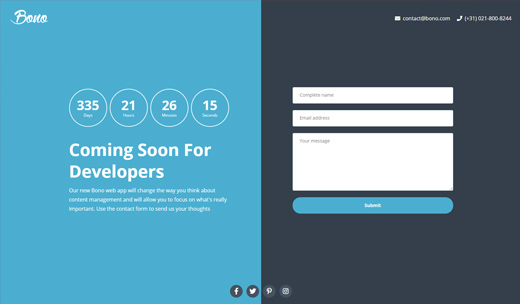 Bono
contact@bono.com
(+31) 021-800-8244
335
Days
21
Hours
26
Minutes
15
Seconds
Coming Soon For
Developers
Our new Bono web app will change the way you think about
content management and will allow you to focus on what's really
important. Use the contact form to send us your thoughts
Complete name
Email address
Your message
Submit